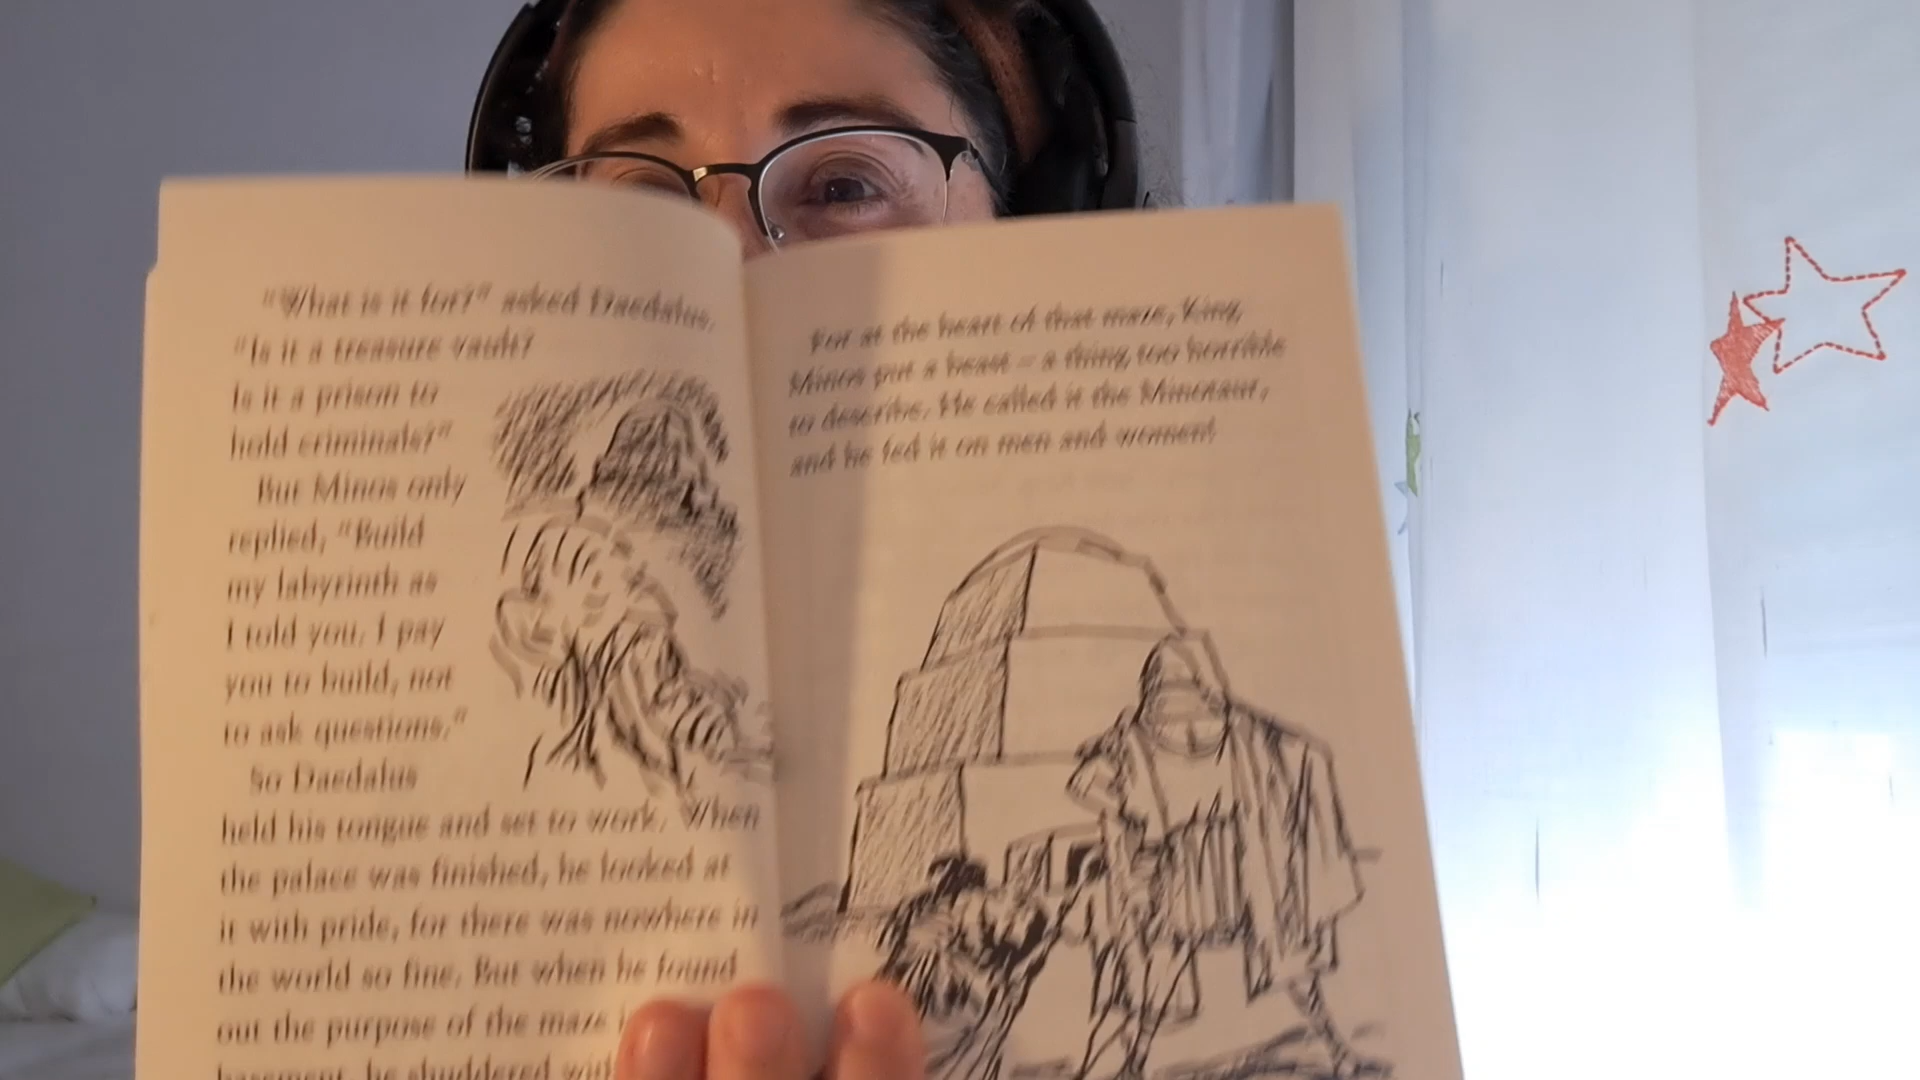 "What is it for?" asked Daedalus.
"Is it a treasure vault?
Is it a prison to
hold criminals?"
But Minos only
replied, "Build
my labyrinth as
I told you. I pay
you to build, not
to ask questions."
So Daedalus
held his tongue and set to work. When
the palace was finished, he looked at
it with pride, for there was nowhere in
the world so fine. But when he found
out the purpose of the maze
basement, he shuddered with
For at the heart of that maze, King
Minos put a beast – a thing too horrible
to describe. He called it the Minotaur,
and he fed it on men and women!